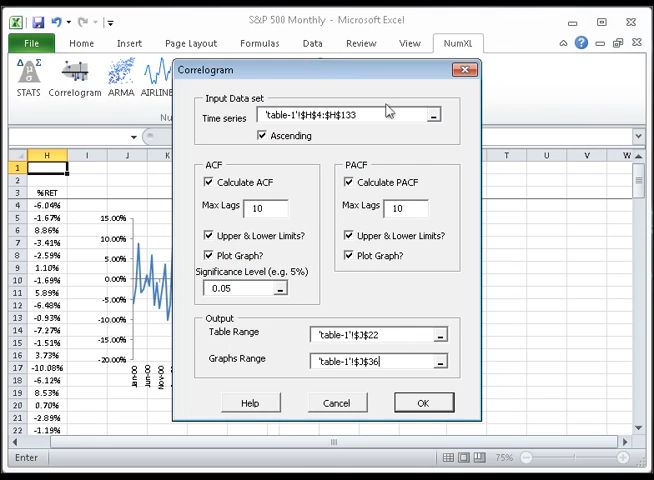 S&P 500 Monthly - Microsoft Excel
File Home Insert Page Layout Formulas Data Review View NumXL
STATS Correlogram ARMA AIRLINE
Correlogram
Input Data set
Time series 'table-1'!$H$4:$H$133
Ascending
ACF
Calculate ACF
Max Lags 10
Upper & Lower Limits?
Plot Graph?
Significance Level (e.g. 5%)
0.05
PACF
Calculate PACF
Max Lags 10
Upper & Lower Limits?
Plot Graph?
Output
Table Range 'table-1'!$J$22
Graphs Range 'table-1'!$J$36
Help Cancel OK
H I J K T U V W
1
2
3 %RET
4 -6.04%
5 -1.67%
6 8.86%
7 -3.41%
8 -2.59%
9 1.10%
10 -1.69%
11 5.89%
12 -6.48%
13 -0.93%
14 -7.27%
15 -1.51%
16 3.73%
17 -10.08%
18 -6.12%
19 8.53%
20 0.70%
21 -2.89%
22 -1.19%
15.00%
10.00%
5.00%
0.00%
-5.00%
-10.00%
-15.00%
-20.00%
Jan-00
Jun-00
Nov-00
Enter 75%